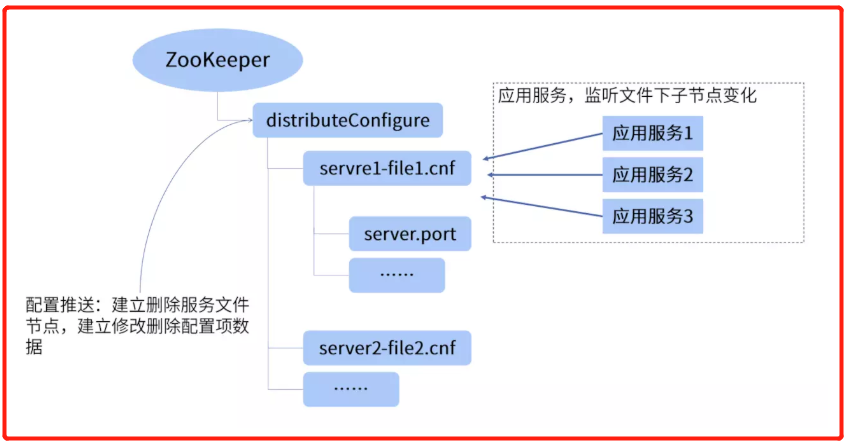 ZooKeeper
distributeConfigure
servre1-file1.cnf
server.port
······
server2-file2.cnf
······
配置推送：建立删除服务文件
节点，建立修改删除配置项数
据
应用服务，监听文件下子节点变化
应用服务1
应用服务2
应用服务3